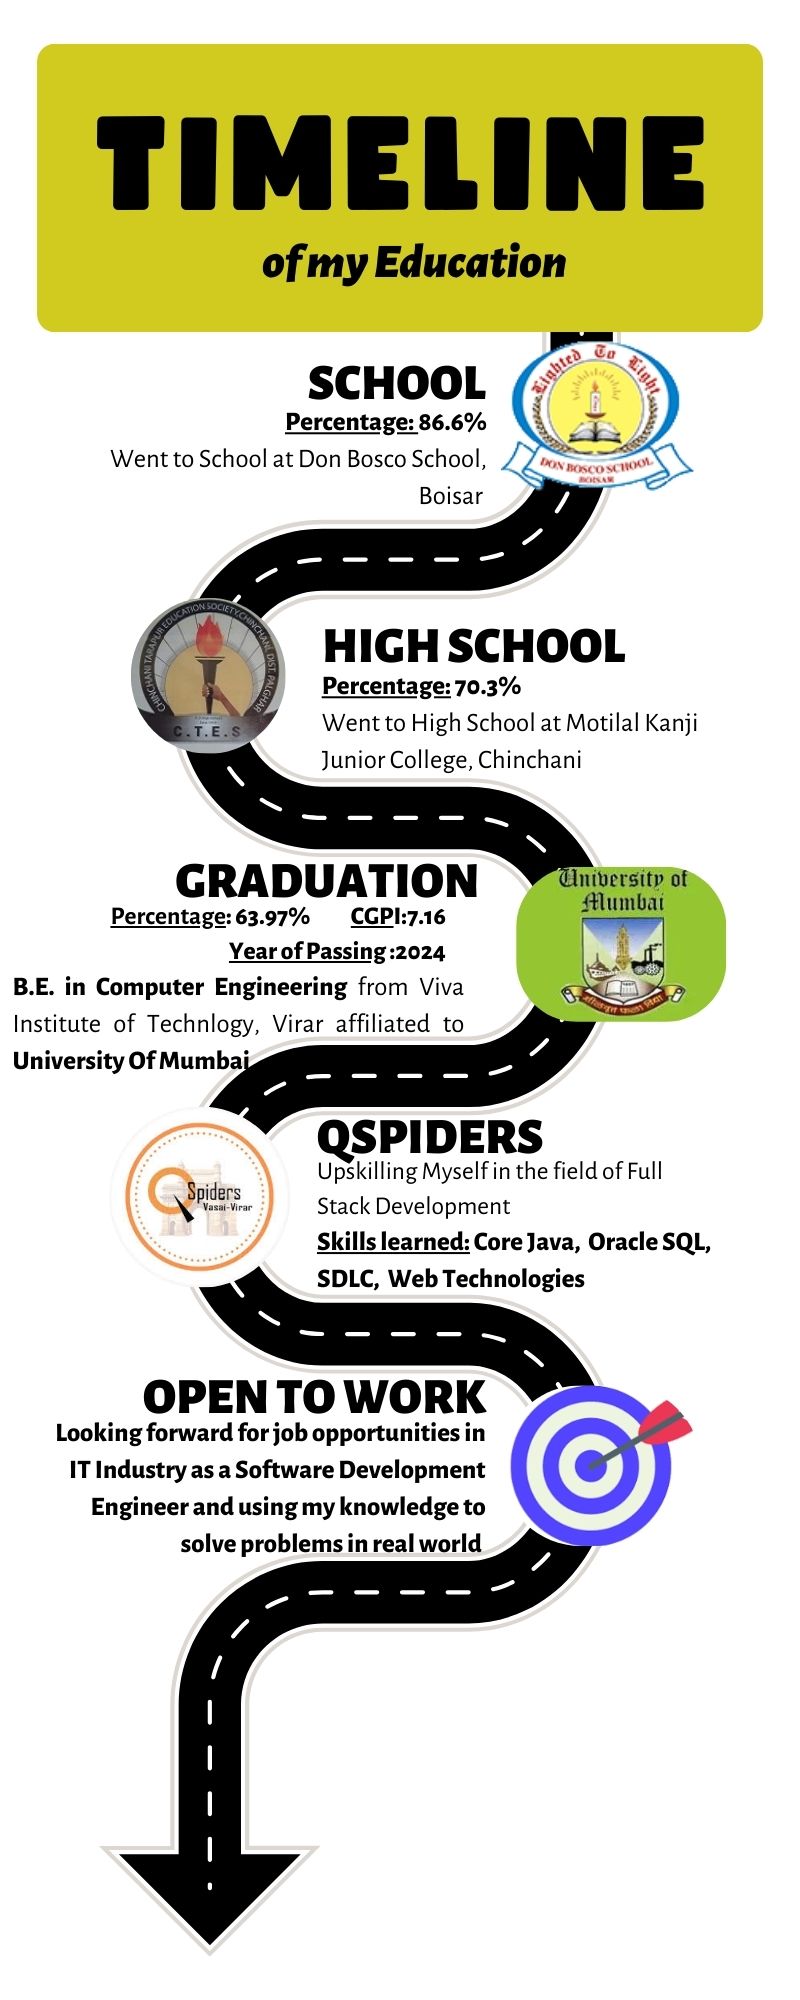 TIMELINE
of my Education
Lighted To Light
DON BOSCO SCHOOL
BOISAR
SCHOOL
Percentage: 86.6%
Went to School at Don Bosco School,
Boisar
CHINCHANI TARAPUR EDUCATION SOCIETY CHINCHANI, DIST. PALGHAR
C.T.E.S
HIGH SCHOOL
Percentage: 70.3%
Went to High School at Motilal Kanji
Junior College, Chinchani
GRADUATION
Percentage: 63.97% CGPI:7.16
Year of Passing :2024
B.E. in Computer Engineering from Viva
Institute of Technlogy, Virar affiliated to
University Of Mumbai
University of
Mumbai
QSPIDERS
Upskilling Myself in the field of Full
Stack Development
Skills learned: Core Java, Oracle SQL,
SDLC, Web Technologies
Spiders
Vasai-Virar
OPEN TO WORK
Looking forward for job opportunities in
IT Industry as a Software Development
Engineer and using my knowledge to
solve problems in real world